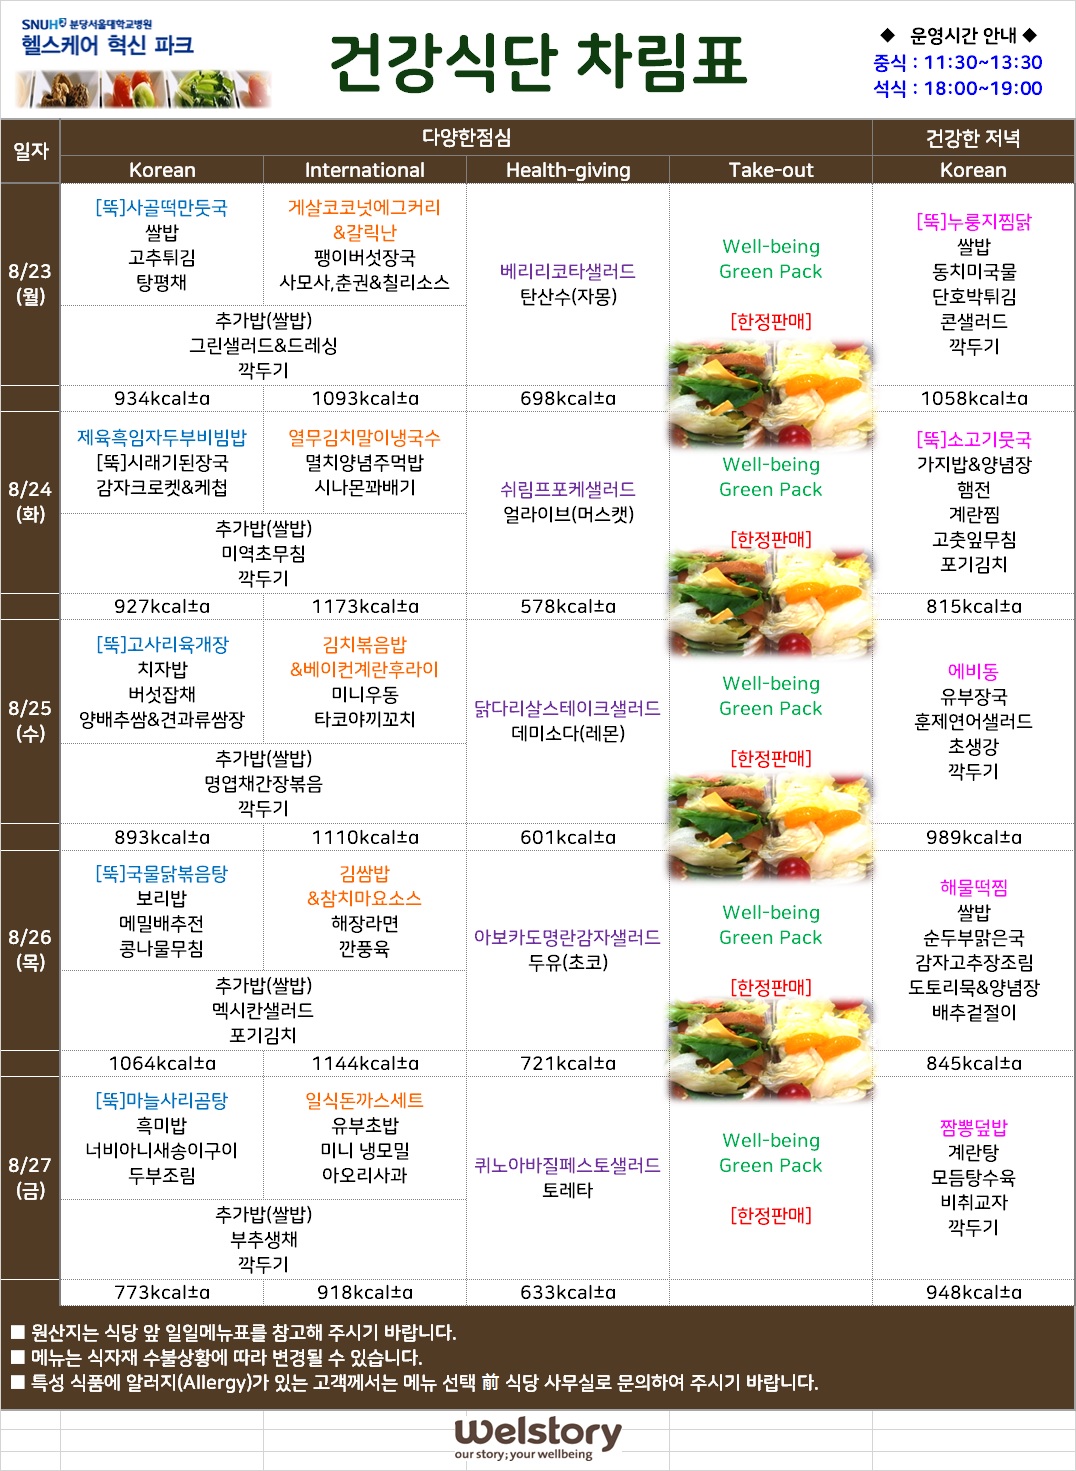 SNUH 분당서울대학교병원
헬스케어 혁신 파크
건강식단 차림표
◆ 운영시간 안내 ◆
중식 : 11:30~13:30
석식 : 18:00~19:00
일자
다양한점심
건강한 저녁
Korean
International
Health-giving
Take-out
Korean
8/23
(월)
[뚝]사골떡만둣국
쌀밥
고추튀김
탕평채
게살코코넛에그커리
&갈릭난
팽이버섯장국
사모사,춘권&칠리소스
추가밥(쌀밥)
그린샐러드&드레싱
깍두기
베리리코타샐러드
탄산수(자몽)
Well-being
Green Pack
[한정판매]
[뚝]누룽지찜닭
쌀밥
동치미국물
단호박튀김
콘샐러드
깍두기
934kcal±α
1093kcal±α
698kcal±α
1058kcal±α
8/24
(화)
제육흑임자두부비빔밥
[뚝]시래기된장국
감자크로켓&케첩
열무김치말이냉국수
멸치양념주먹밥
시나몬꽈배기
추가밥(쌀밥)
미역초무침
깍두기
쉬림프포케샐러드
얼라이브(머스캣)
Well-being
Green Pack
[한정판매]
[뚝]소고기뭇국
가지밥&양념장
햄전
계란찜
고춧잎무침
포기김치
927kcal±α
1173kcal±α
578kcal±α
815kcal±α
8/25
(수)
[뚝]고사리육개장
치자밥
버섯잡채
양배추쌈&견과류쌈장
김치볶음밥
&베이컨계란후라이
미니우동
타코야끼꼬치
추가밥(쌀밥)
명엽채간장볶음
깍두기
닭다리살스테이크샐러드
데미소다(레몬)
Well-being
Green Pack
[한정판매]
에비동
유부장국
훈제연어샐러드
초생강
깍두기
893kcal±α
1110kcal±α
601kcal±α
989kcal±α
8/26
(목)
[뚝]국물닭볶음탕
보리밥
메밀배추전
콩나물무침
김쌈밥
&참치마요소스
해장라면
깐풍육
추가밥(쌀밥)
멕시칸샐러드
포기김치
아보카도명란감자샐러드
두유(초코)
Well-being
Green Pack
[한정판매]
해물떡찜
쌀밥
순두부맑은국
감자고추장조림
도토리묵&양념장
배추겉절이
1064kcal±α
1144kcal±α
721kcal±α
845kcal±α
8/27
(금)
[뚝]마늘사리곰탕
흑미밥
너비아니새송이구이
두부조림
일식돈까스세트
유부초밥
미니 냉모밀
아오리사과
추가밥(쌀밥)
부추생채
깍두기
퀴노아바질페스토샐러드
토레타
Well-being
Green Pack
[한정판매]
짬뽕덮밥
계란탕
모듬탕수육
비취교자
깍두기
773kcal±α
918kcal±α
633kcal±α
948kcal±α
■ 원산지는 식당 앞 일일메뉴표를 참고해 주시기 바랍니다.
■ 메뉴는 식자재 수불상황에 따라 변경될 수 있습니다.
■ 특성 식품에 알러지(Allergy)가 있는 고객께서는 메뉴 선택 前 식당 사무실로 문의하여 주시기 바랍니다.
welstory
our story; your wellbeing